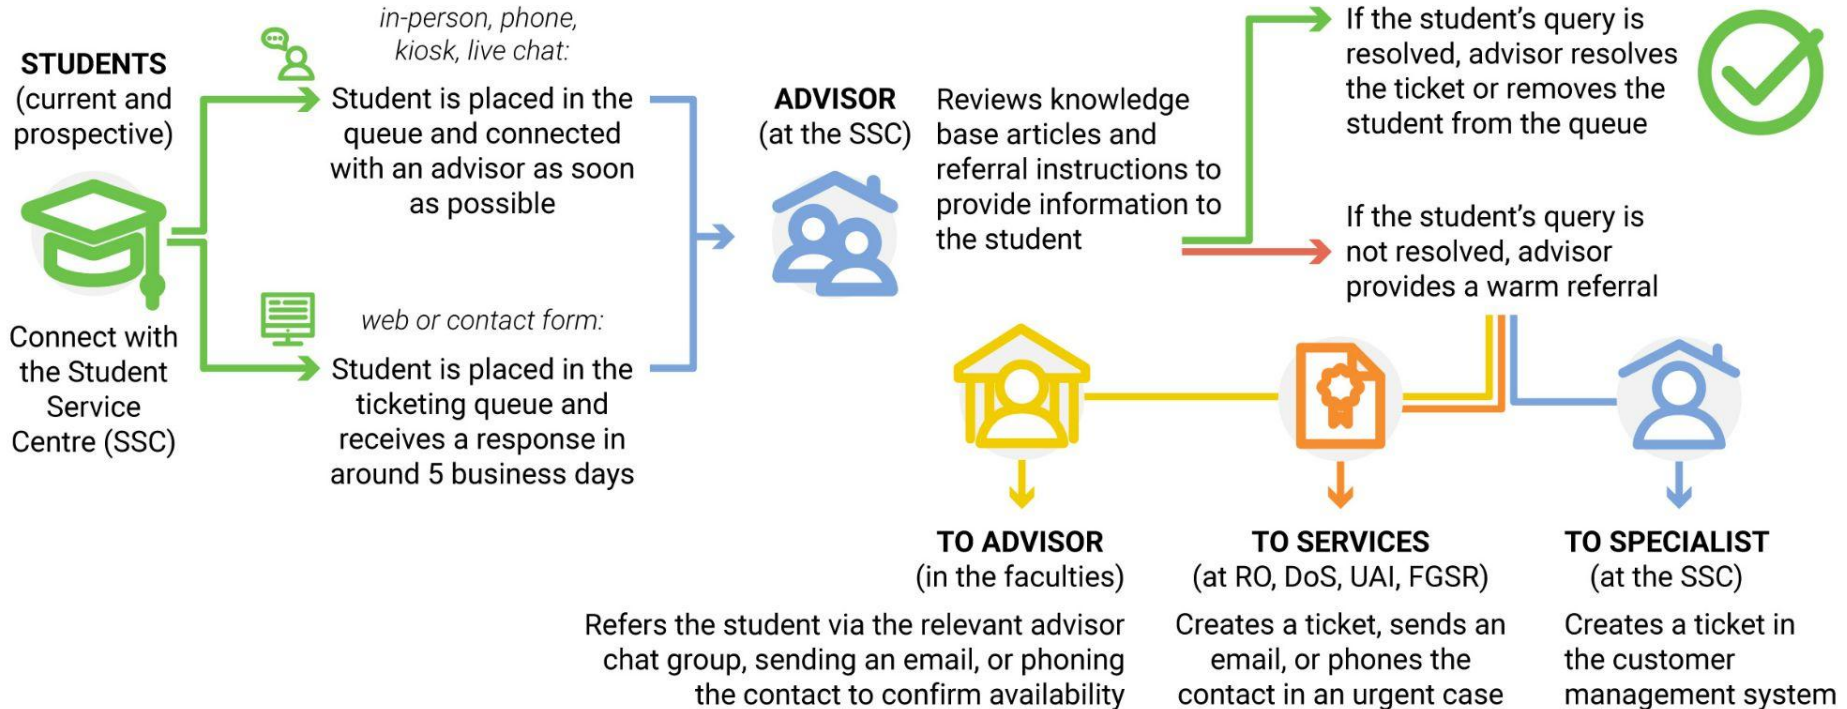 STUDENTS
(current and
prospective)
Connect with
the Student
Service
Centre (SSC)
in-person, phone,
kiosk, live chat:
Student is placed in the
queue and connected
with an advisor as soon
as possible
web or contact form:
Student is placed in the
ticketing queue and
receives a response in
around 5 business days
ADVISOR
(at the SSC)
Reviews knowledge
base articles and
referral instructions to
provide information to
the student
If the student’s query is
resolved, advisor resolves
the ticket or removes the
student from the queue
If the student’s query is
not resolved, advisor
provides a warm referral
TO ADVISOR
(in the faculties)
Refers the student via the relevant advisor
chat group, sending an email, or phoning
the contact to confirm availability
TO SERVICES
(at RO, DoS, UAI, FGSR)
Creates a ticket, sends an
email, or phones the
contact in an urgent case
TO SPECIALIST
(at the SSC)
Creates a ticket in
the customer
management system